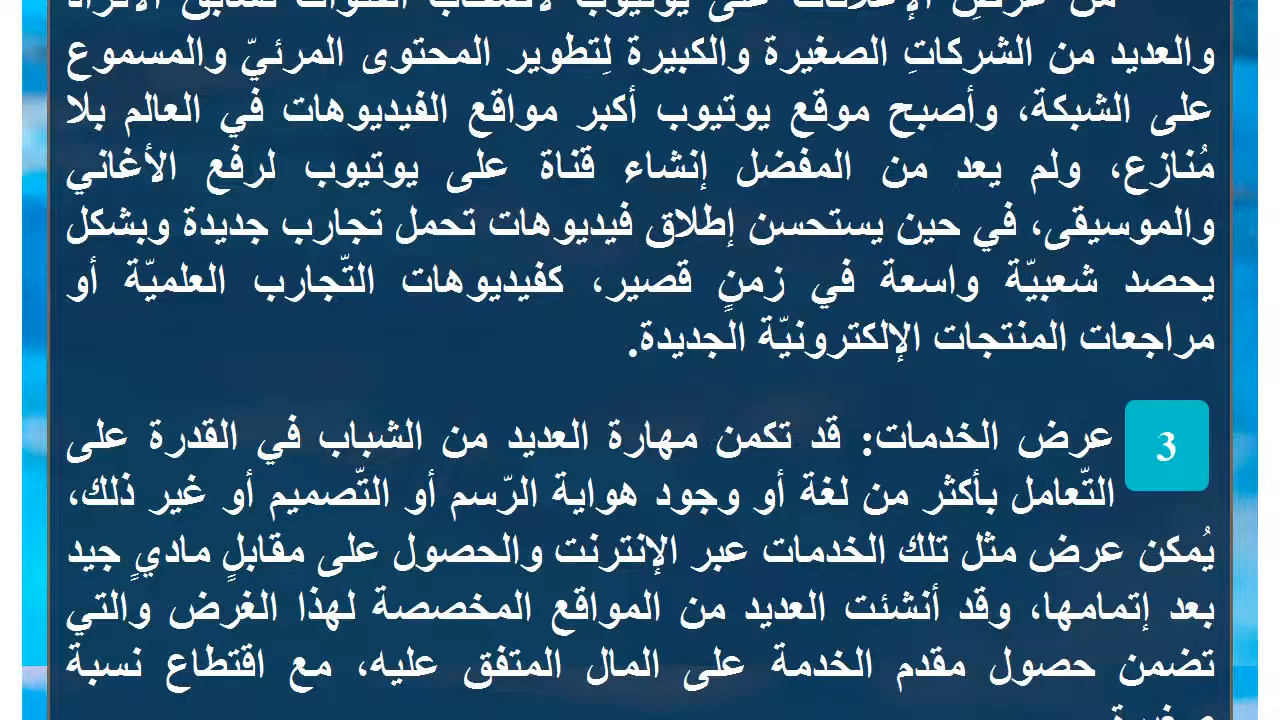 والعديد من الشركاتِ الصغيرة والكبيرة لِتطوير المحتوى المرئيّ والمسموع
على الشبكة، وأصبح موقع يوتيوب أكبر مواقع الفيديوهات في العالم بلا
مُنازع، ولم يعد من المفضل إنشاء قناة على يوتيوب لرفع الأغاني
والموسيقى، في حين يستحسن إطلاق فيديوهات تحمل تجارب جديدة وبشكل
يحصد شعبيّة واسعة في زمنٍ قصير، كفيديوهات التّجارب العلميّة أو
مراجعات المنتجات الإلكترونيّة الجديدة.
3 عرض الخدمات: قد تكمن مهارة العديد من الشباب في القدرة على
التّعامل بأكثر من لغة أو وجود هواية الرّسم أو التّصميم أو غير ذلك،
يُمكن عرض مثل تلك الخدمات عبر الإنترنت والحصول على مقابلٍ ماديٍ جيد
بعد إتمامها، وقد أنشئت العديد من المواقع المخصصة لهذا الغرض والتي
تضمن حصول مقدم الخدمة على المال المتفق عليه، مع اقتطاع نسبة